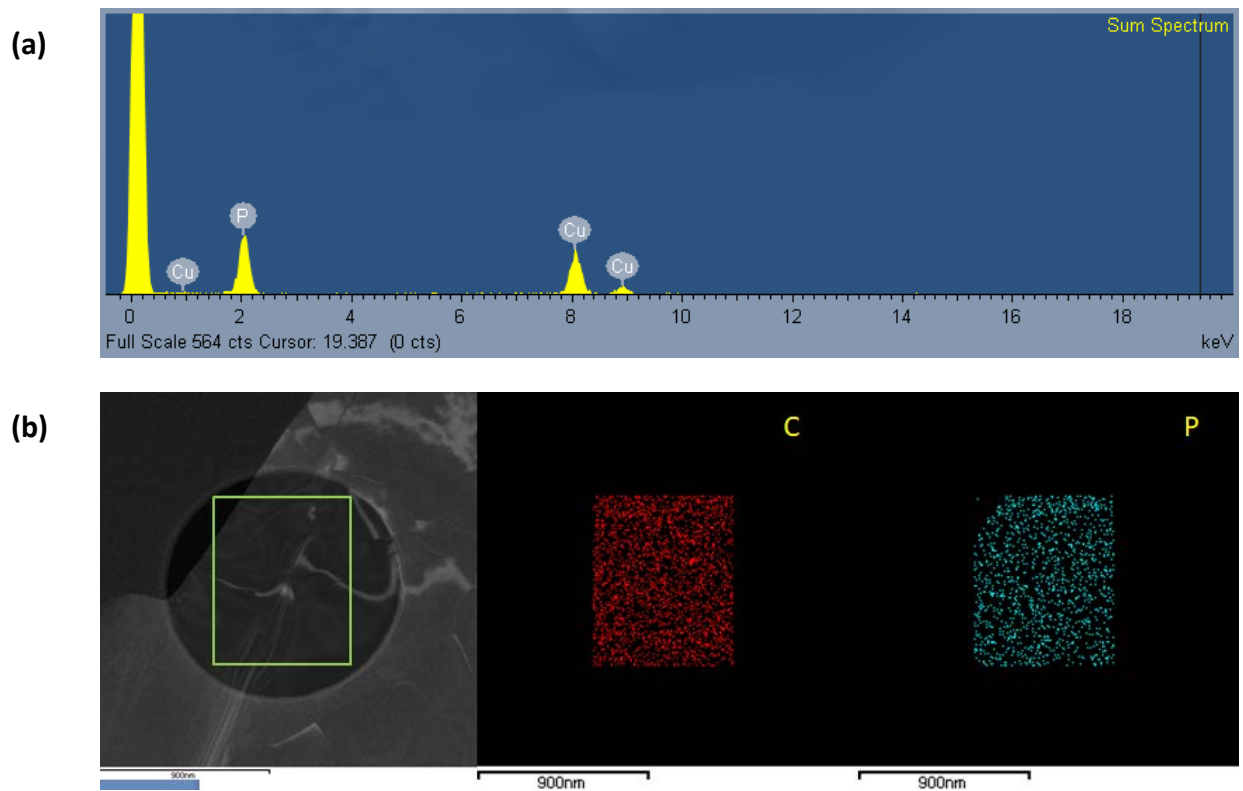 (a)
Sum Spectrum
P
Cu
Cu
Cu
0 2 4 6 8 10 12 14 16 18
Full Scale 564 cts Cursor: 19.387 (0 cts) keV
(b)
C
P
900nm
900nm
900nm